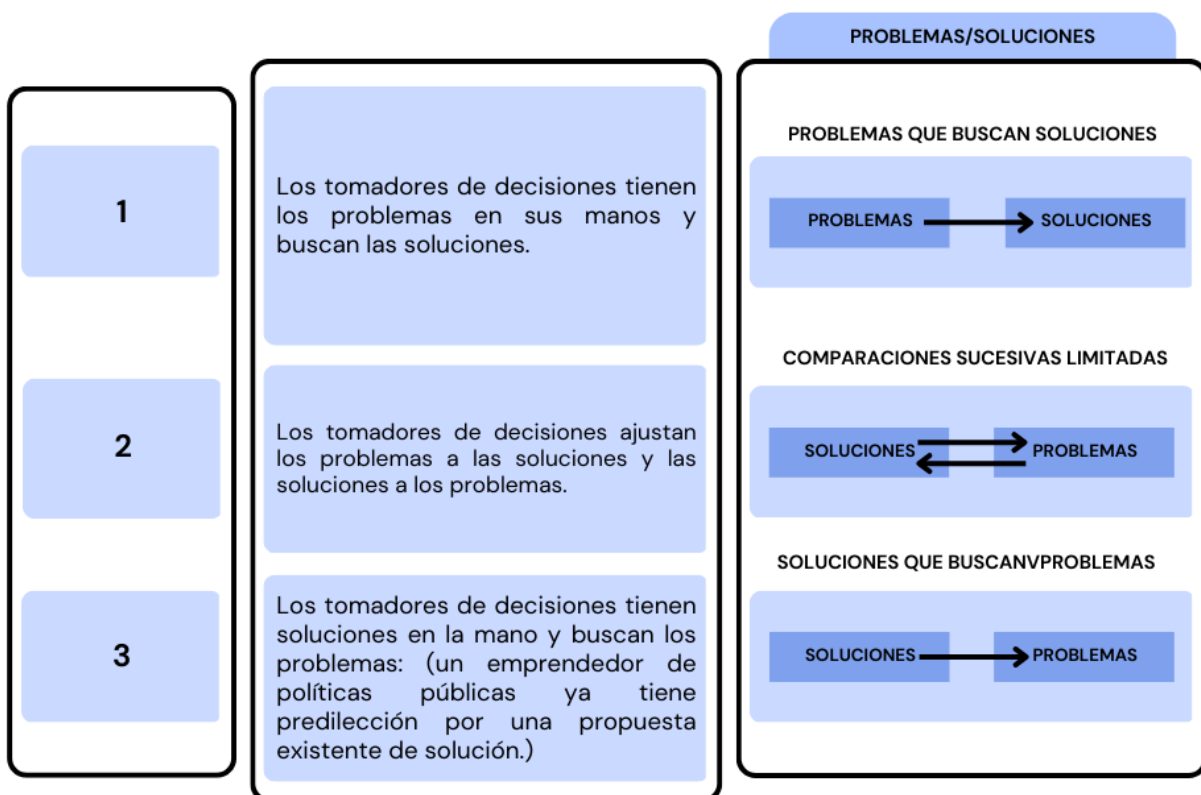 PROBLEMAS/SOLUCIONES
1
Los tomadores de decisiones tienen
los problemas en sus manos y
buscan las soluciones.
PROBLEMAS QUE BUSCAN SOLUCIONES
PROBLEMAS
SOLUCIONES
2
Los tomadores de decisiones ajustan
los problemas a las soluciones y las
soluciones a los problemas.
COMPARACIONES SUCESIVAS LIMITADAS
SOLUCIONES
PROBLEMAS
3
Los tomadores de decisiones tienen
soluciones en la mano y buscan los
problemas: (un emprendedor de
políticas públicas ya tiene
predilección por una propuesta
existente de solución.)
SOLUCIONES QUE BUSCANVPROBLEMAS
SOLUCIONES
PROBLEMAS